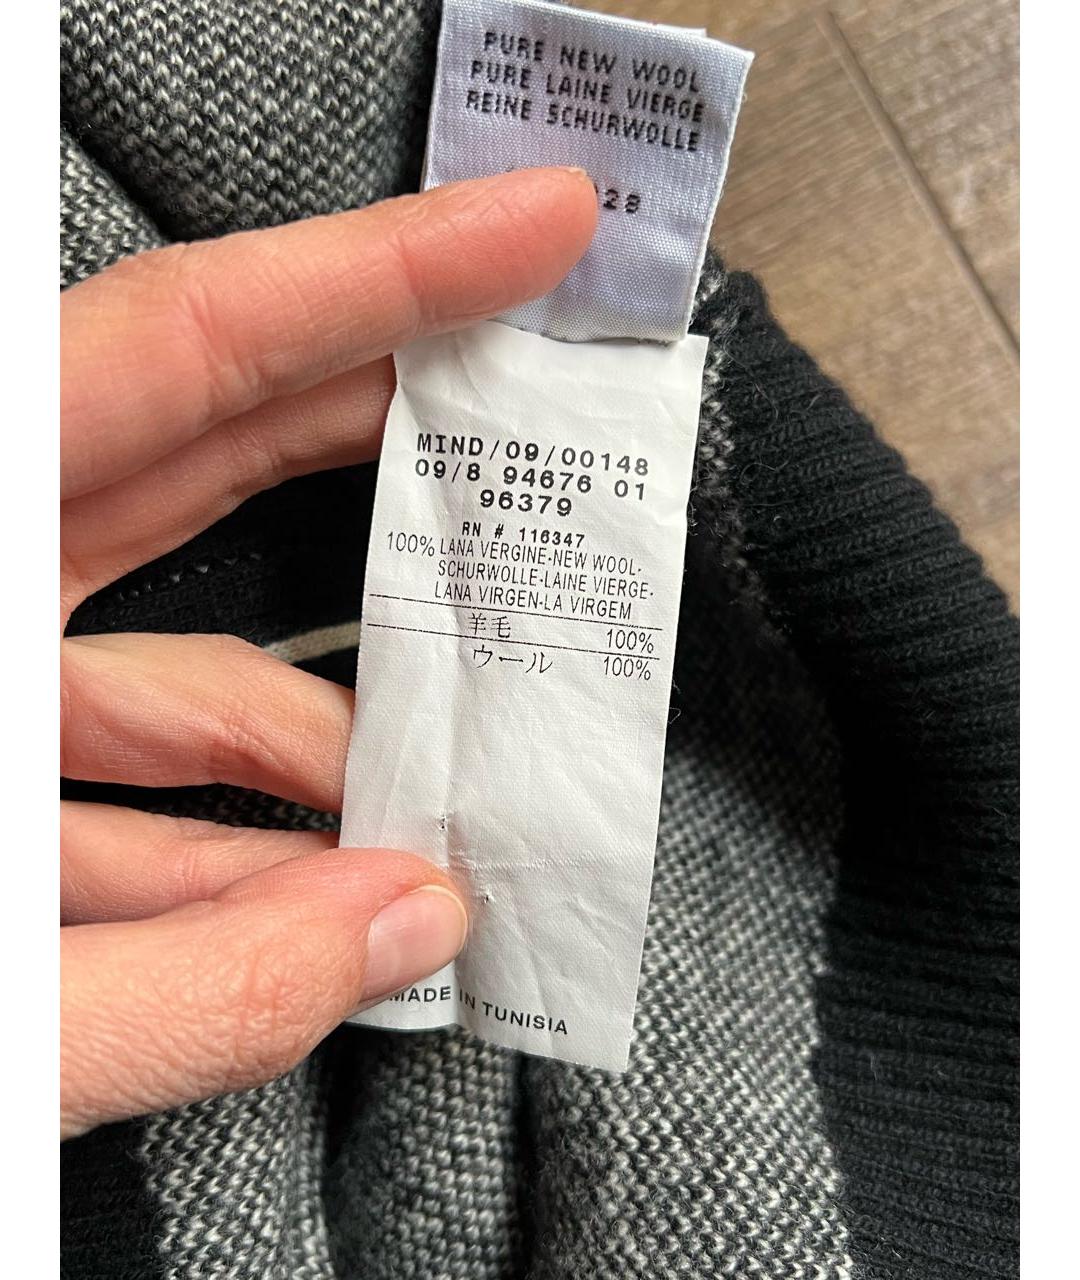 PURE NEW WOOL
PURE LAINE VIERGE
REINE SCHURWOLLE
28
MIND/09/00148
09/8 94676 01
96379
RN # 116347
100% LANA VERGINE-NEW WOOL-
SCHURWOLLE-LAINE VIERGE-
LANA VIRGEN-LA VIRGEM
羊毛 100%
ウール 100%
MADE IN TUNISIA